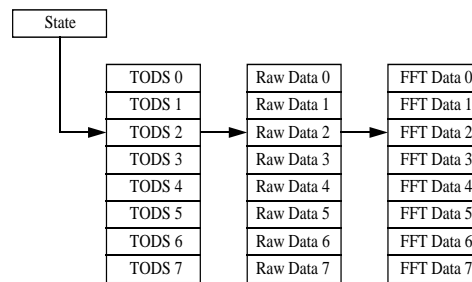 State
TODS 0 Raw Data 0 FFT Data 0
TODS 1 Raw Data 1 FFT Data 1
TODS 2 Raw Data 2 FFT Data 2
TODS 3 Raw Data 3 FFT Data 3
TODS 4 Raw Data 4 FFT Data 4
TODS 5 Raw Data 5 FFT Data 5
TODS 6 Raw Data 6 FFT Data 6
TODS 7 Raw Data 7 FFT Data 7